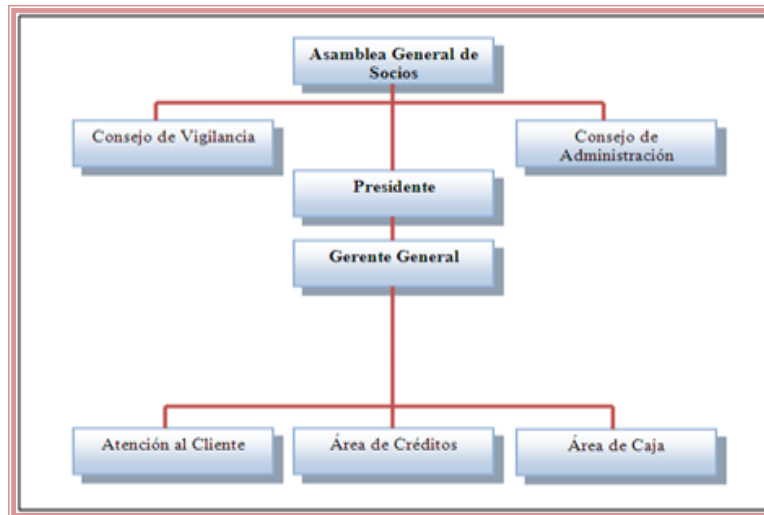 Asamblea General de
Socios
Consejo de Vigilancia
Consejo de
Administración
Presidente
Gerente General
Atención al Cliente
Área de Créditos
Área de Caja